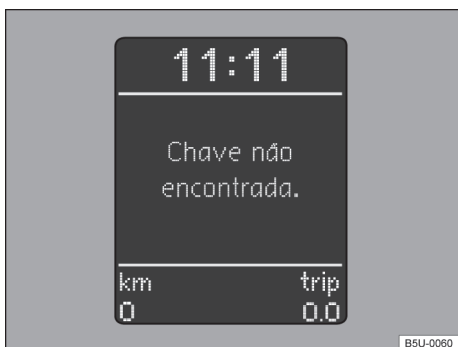 11:11
Chave não
encontrada.
km trip
0 0.0
B5U-0060